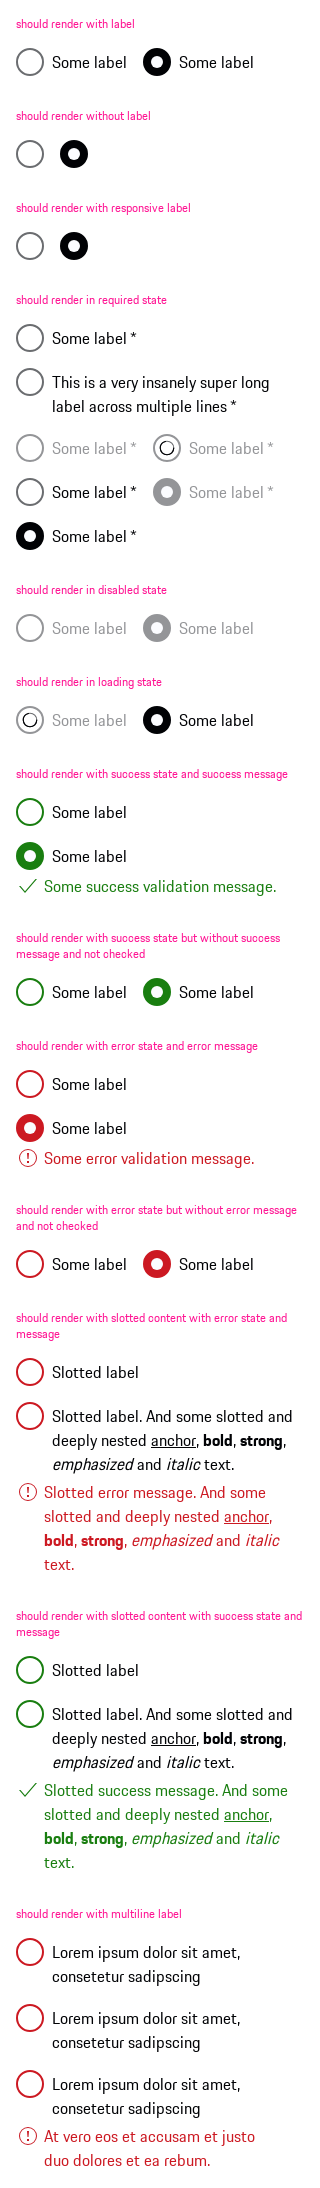 should render with label
Some label Some label
should render without label
should render with responsive label
should render in required state
Some label *
This is a very insanely super long
label across multiple lines *
Some label * Some label *
Some label * Some label *
Some label *
should render in disabled state
Some label Some label
should render in loading state
Some label Some label
should render with success state and success message
Some label
Some label
Some success validation message.
should render with success state but without success
message and not checked
Some label Some label
should render with error state and error message
Some label
Some label
Some error validation message.
should render with error state but without error message
and not checked
Some label Some label
should render with slotted content with error state and
message
Slotted label
Slotted label. And some slotted and
deeply nested anchor, bold, strong,
emphasized and italic text.
Slotted error message. And some
slotted and deeply nested anchor,
bold, strong, emphasized and italic
text.
should render with slotted content with success state and
message
Slotted label
Slotted label. And some slotted and
deeply nested anchor, bold, strong,
emphasized and italic text.
Slotted success message. And some
slotted and deeply nested anchor,
bold, strong, emphasized and italic
text.
should render with multiline label
Lorem ipsum dolor sit amet,
consetetur sadipscing
Lorem ipsum dolor sit amet,
consetetur sadipscing
Lorem ipsum dolor sit amet,
consetetur sadipscing
At vero eos et accusam et justo
duo dolores et ea rebum.